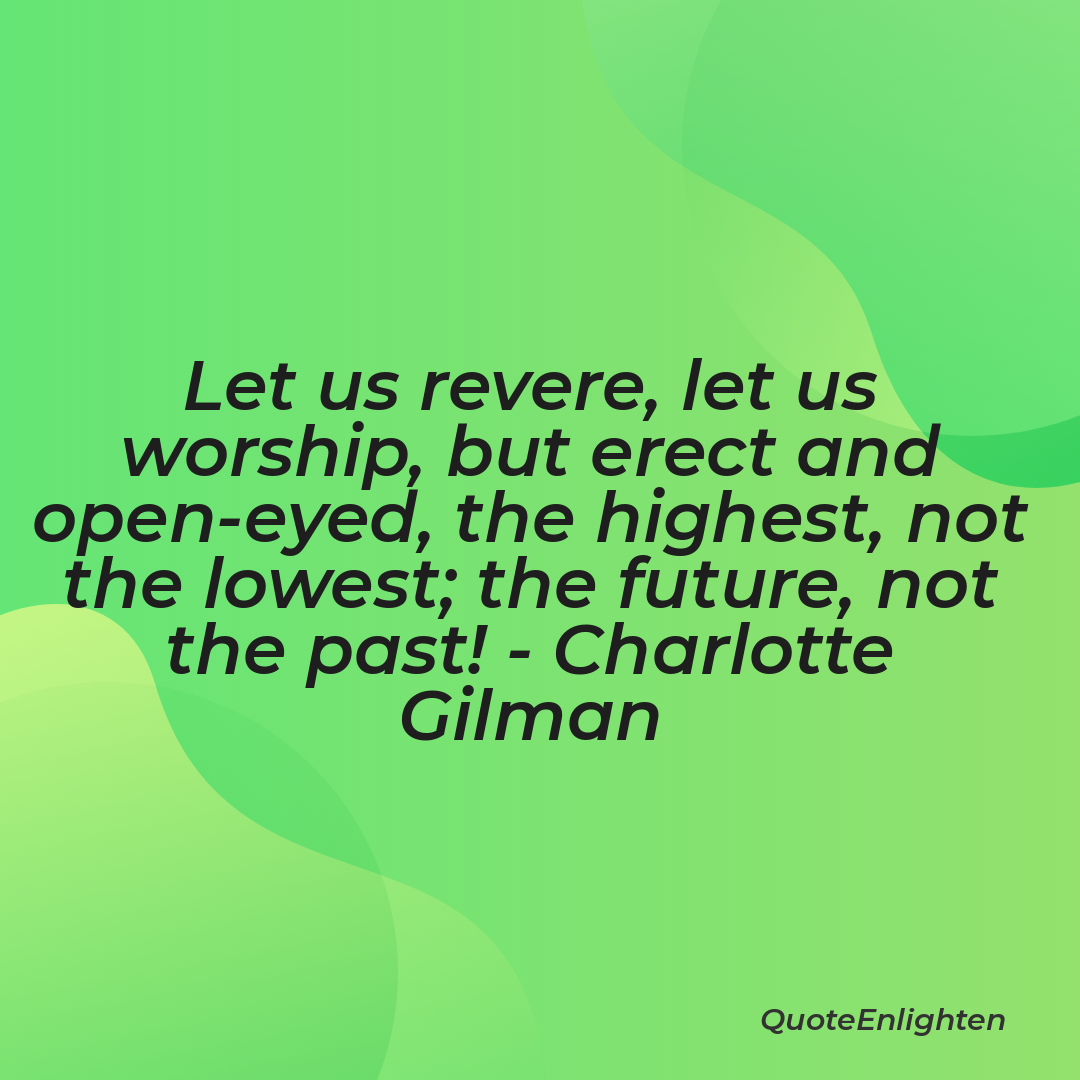 Let us revere, let us
worship, but erect and
open-eyed, the highest, not
the lowest; the future, not
the past! - Charlotte
Gilman
QuoteEnlighten